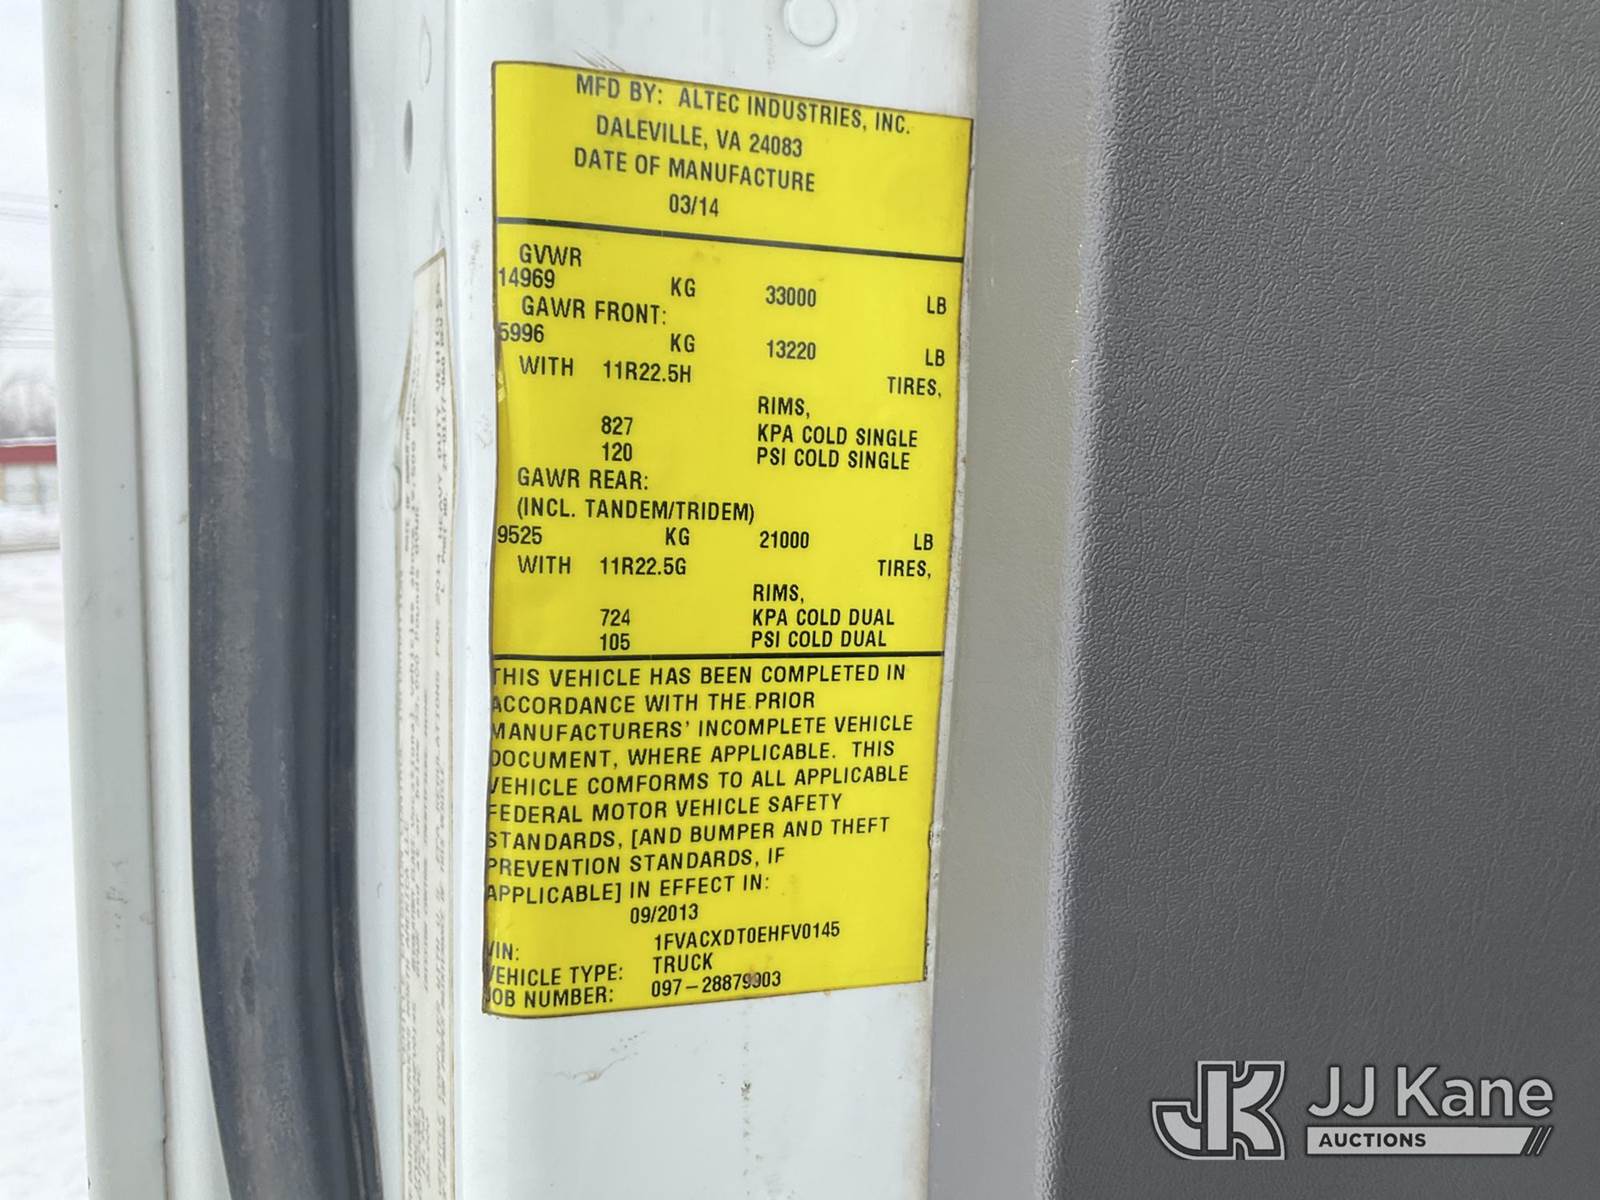 MFD BY: ALTEC INDUSTRIES, INC.
DALEVILLE, VA 24083
DATE OF MANUFACTURE
03/14
GVWR
14969 KG 33000 LB
GAWR FRONT:
5996 KG 13220 LB
WITH 11R22.5H TIRES,
RIMS,
827 KPA COLD SINGLE
120 PSI COLD SINGLE
GAWR REAR:
(INCL. TANDEM/TRIDEM)
9525 KG 21000 LB
WITH 11R22.5G TIRES,
RIMS,
724 KPA COLD DUAL
105 PSI COLD DUAL
THIS VEHICLE HAS BEEN COMPLETED IN
ACCORDANCE WITH THE PRIOR
MANUFACTURERS' INCOMPLETE VEHICLE
DOCUMENT, WHERE APPLICABLE. THIS
VEHICLE COMFORMS TO ALL APPLICABLE
FEDERAL MOTOR VEHICLE SAFETY
STANDARDS, [AND BUMPER AND THEFT
PREVENTION STANDARDS, IF
APPLICABLE] IN EFFECT IN:
09/2013
VIN: 1FVACXDT0EHFV0145
VEHICLE TYPE: TRUCK
JOB NUMBER: 097-28879903
JJ Kane
AUCTIONS